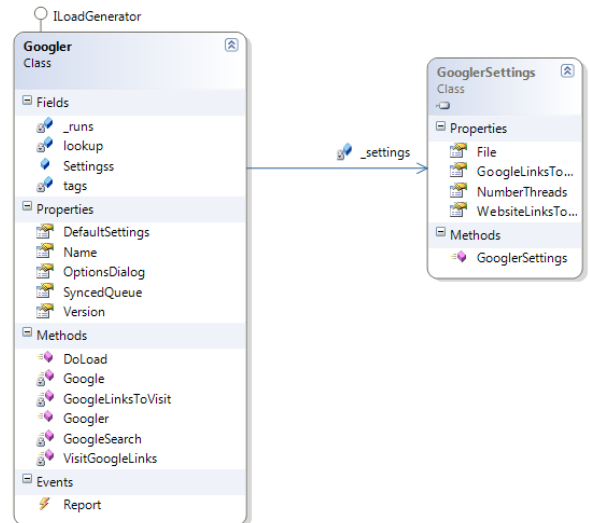 ILoadGenerator
Googler
Class
Fields
_runs
lookup
Settingss
tags
Properties
DefaultSettings
Name
OptionsDialog
SyncedQueue
Version
Methods
DoLoad
Google
GoogleLinksToVisit
Googler
GoogleSearch
VisitGoogleLinks
Events
Report
_settings
GooglerSettings
Class
Properties
File
GoogleLinksTo...
NumberThreads
WebsiteLinksTo...
Methods
GooglerSettings